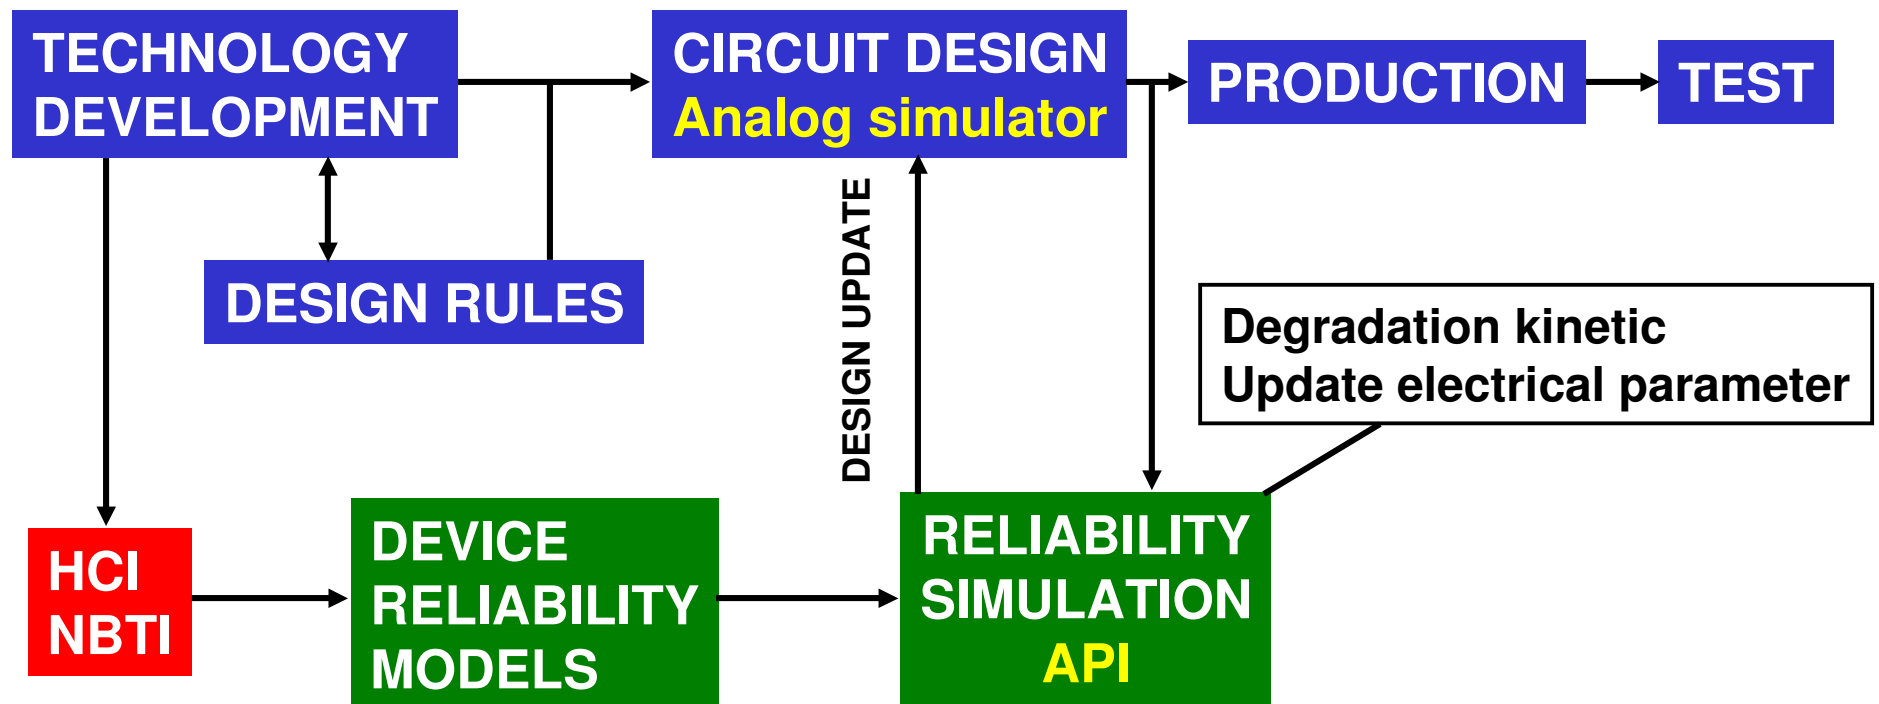 TECHNOLOGY
DEVELOPMENT
CIRCUIT DESIGN
Analog simulator
PRODUCTION
TEST
DESIGN RULES
DESIGN UPDATE
Degradation kinetic
Update electrical parameter
HCI
NBTI
DEVICE
RELIABILITY
MODELS
RELIABILITY
SIMULATION
API